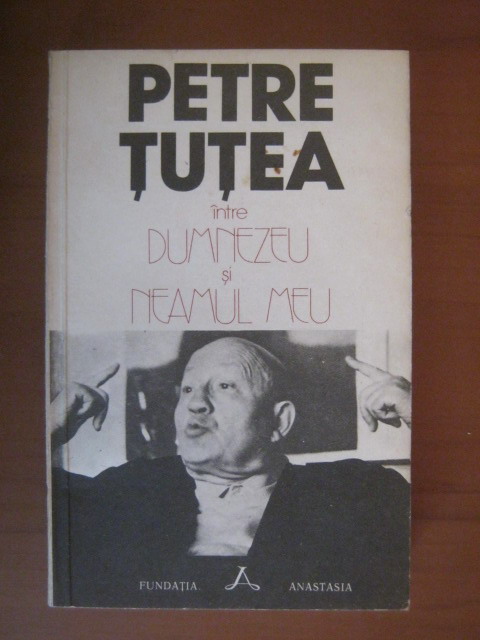 PETRE
ȚUȚEA
între
DUMNEZEU
și
NEAMUL MEU
FUNDAȚIA A ANASTASIA